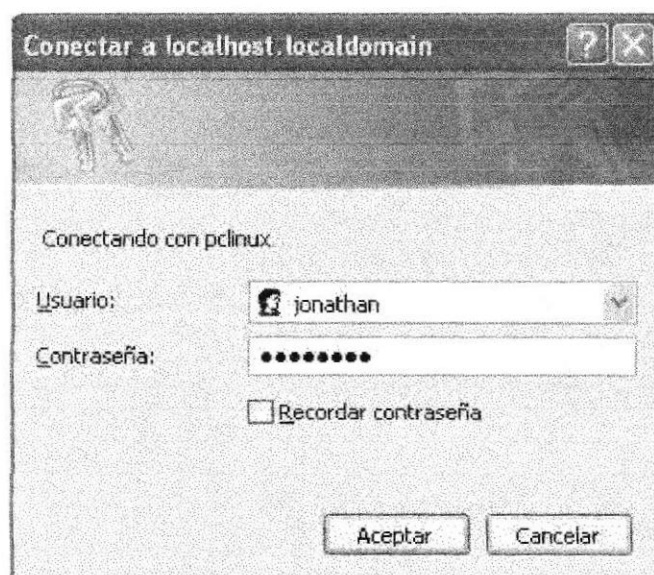 Conectar a localhost.localdomain
Conectando con pclinux
Usuario: jonathan
Contraseña: ••••••••
Recordar contraseña
Aceptar Cancelar